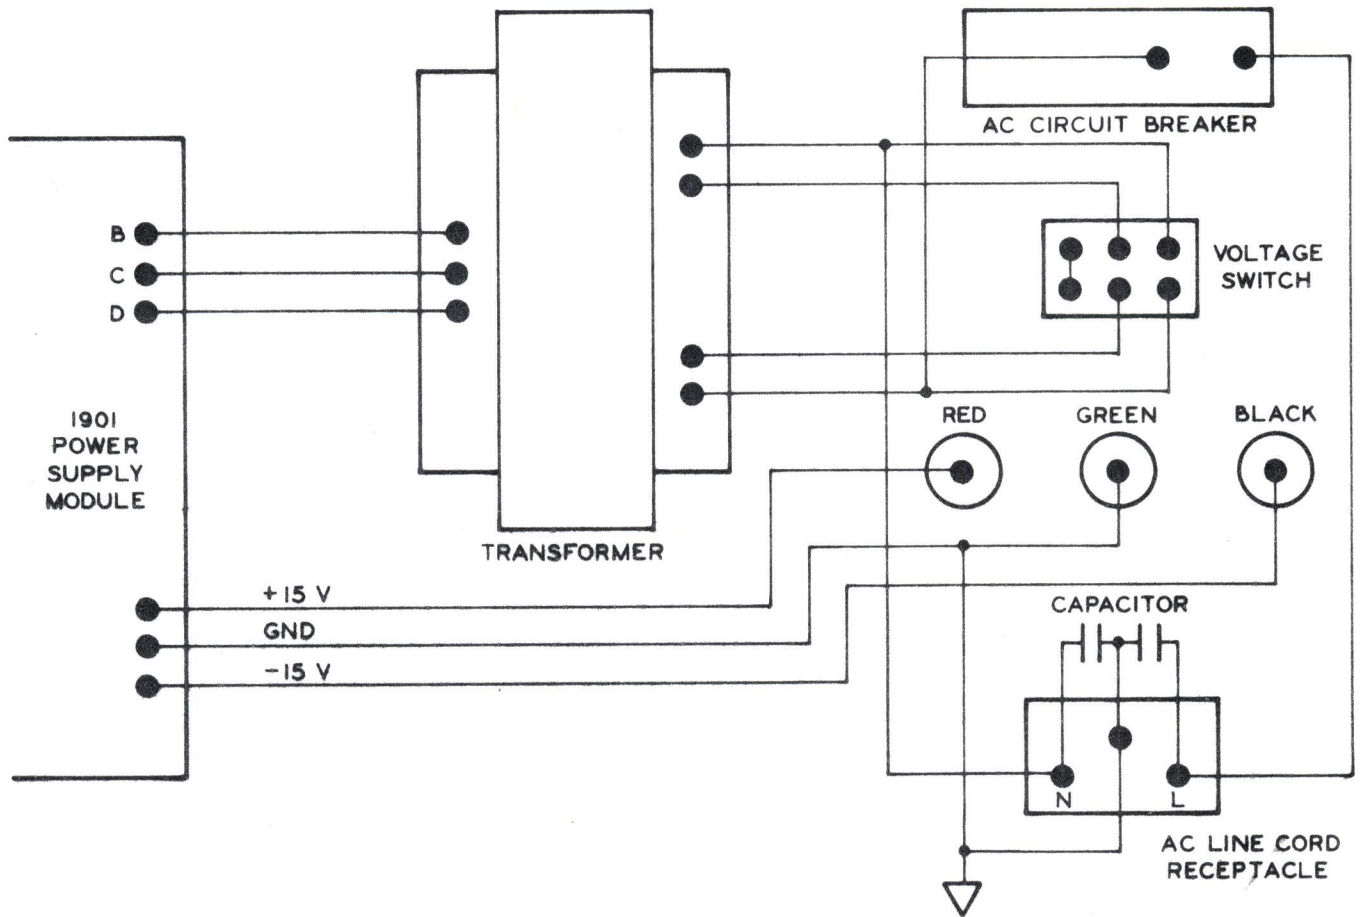 AC CIRCUIT BREAKER
B
C
D
VOLTAGE
SWITCH
1901
POWER
SUPPLY
MODULE
RED
GREEN
BLACK
TRANSFORMER
+15 V
GND
-15 V
CAPACITOR
N
L
AC LINE CORD
RECEPTACLE